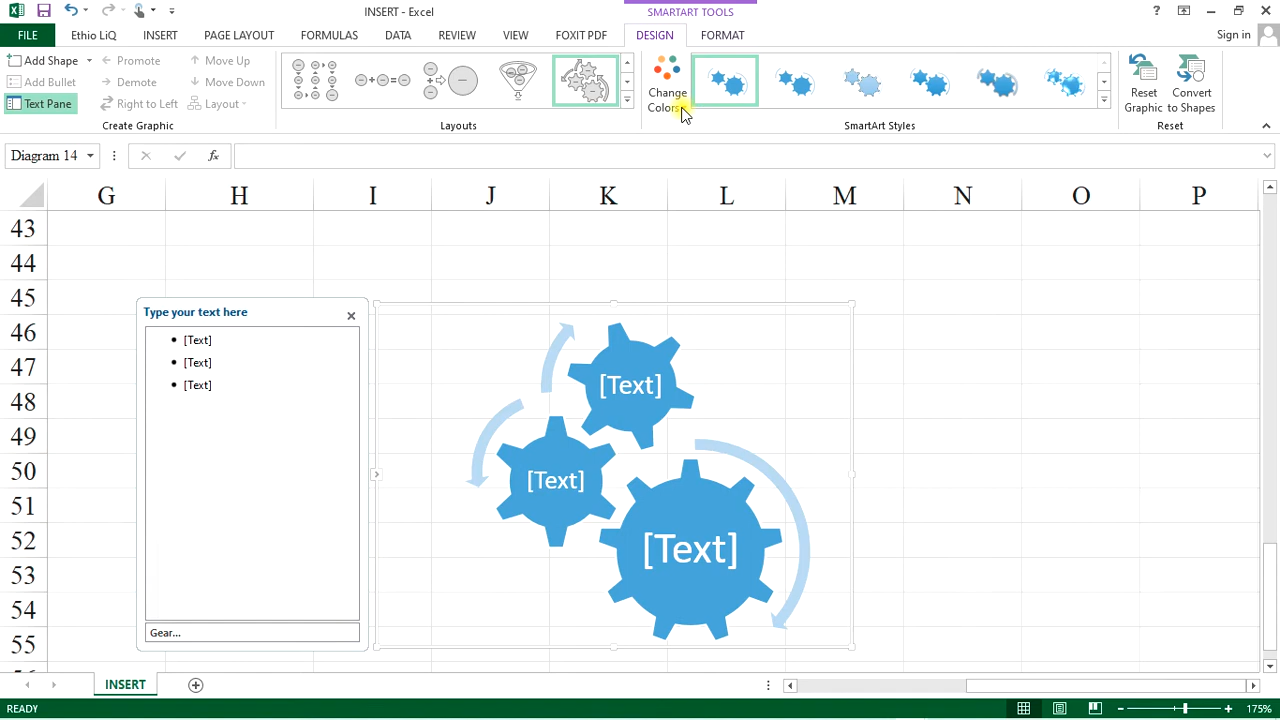 INSERT - Excel
SMARTART TOOLS
?
FILE
Ethio LiQ
INSERT
PAGE LAYOUT
FORMULAS
DATA
REVIEW
VIEW
FOXIT PDF
DESIGN
FORMAT
Sign in
Add Shape
Promote
Move Up
Add Bullet
Demote
Move Down
Text Pane
Right to Left
Layout
Create Graphic
Layouts
Change
Colors
SmartArt Styles
Reset
Graphic
Convert
to Shapes
Reset
Diagram 14
fx
G H I J K L M N O P
43
44
45
46
47
48
49
50
51
52
53
54
55
Type your text here
[Text]
[Text]
[Text]
Gear...
[Text]
[Text]
[Text]
INSERT
READY
175%